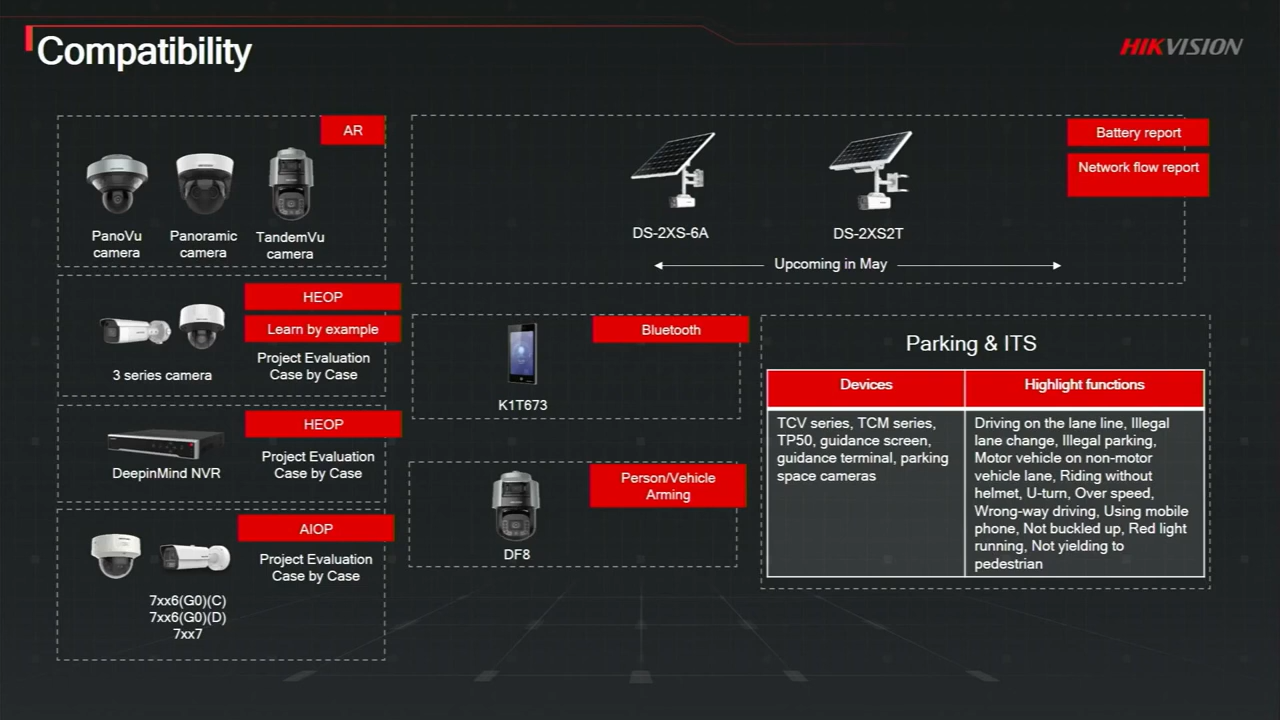 Compatibility
HIKVISION
AR
PanoVu
camera
Panoramic
camera
TandemVu
camera
HEOP
Learn by example
Project Evaluation
Case by Case
3 series camera
HEOP
Project Evaluation
Case by Case
DeepinMind NVR
AIOP
Project Evaluation
Case by Case
7xx6(G0)(C)
7xx6(G0)(D)
7xx7
Battery report
Network flow report
DS-2XS-6A
DS-2XS2T
Upcoming in May
Bluetooth
K1T673
Person/Vehicle
Arming
DF8
Parking & ITS
Devices
Highlight functions
TCV series, TCM series,
TP50, guidance screen,
guidance terminal, parking
space cameras
Driving on the lane line, Illegal
lane change, Illegal parking,
Motor vehicle on non-motor
vehicle lane, Riding without
helmet, U-turn, Over speed,
Wrong-way driving, Using mobile
phone, Not buckled up, Red light
running, Not yielding to
pedestrian